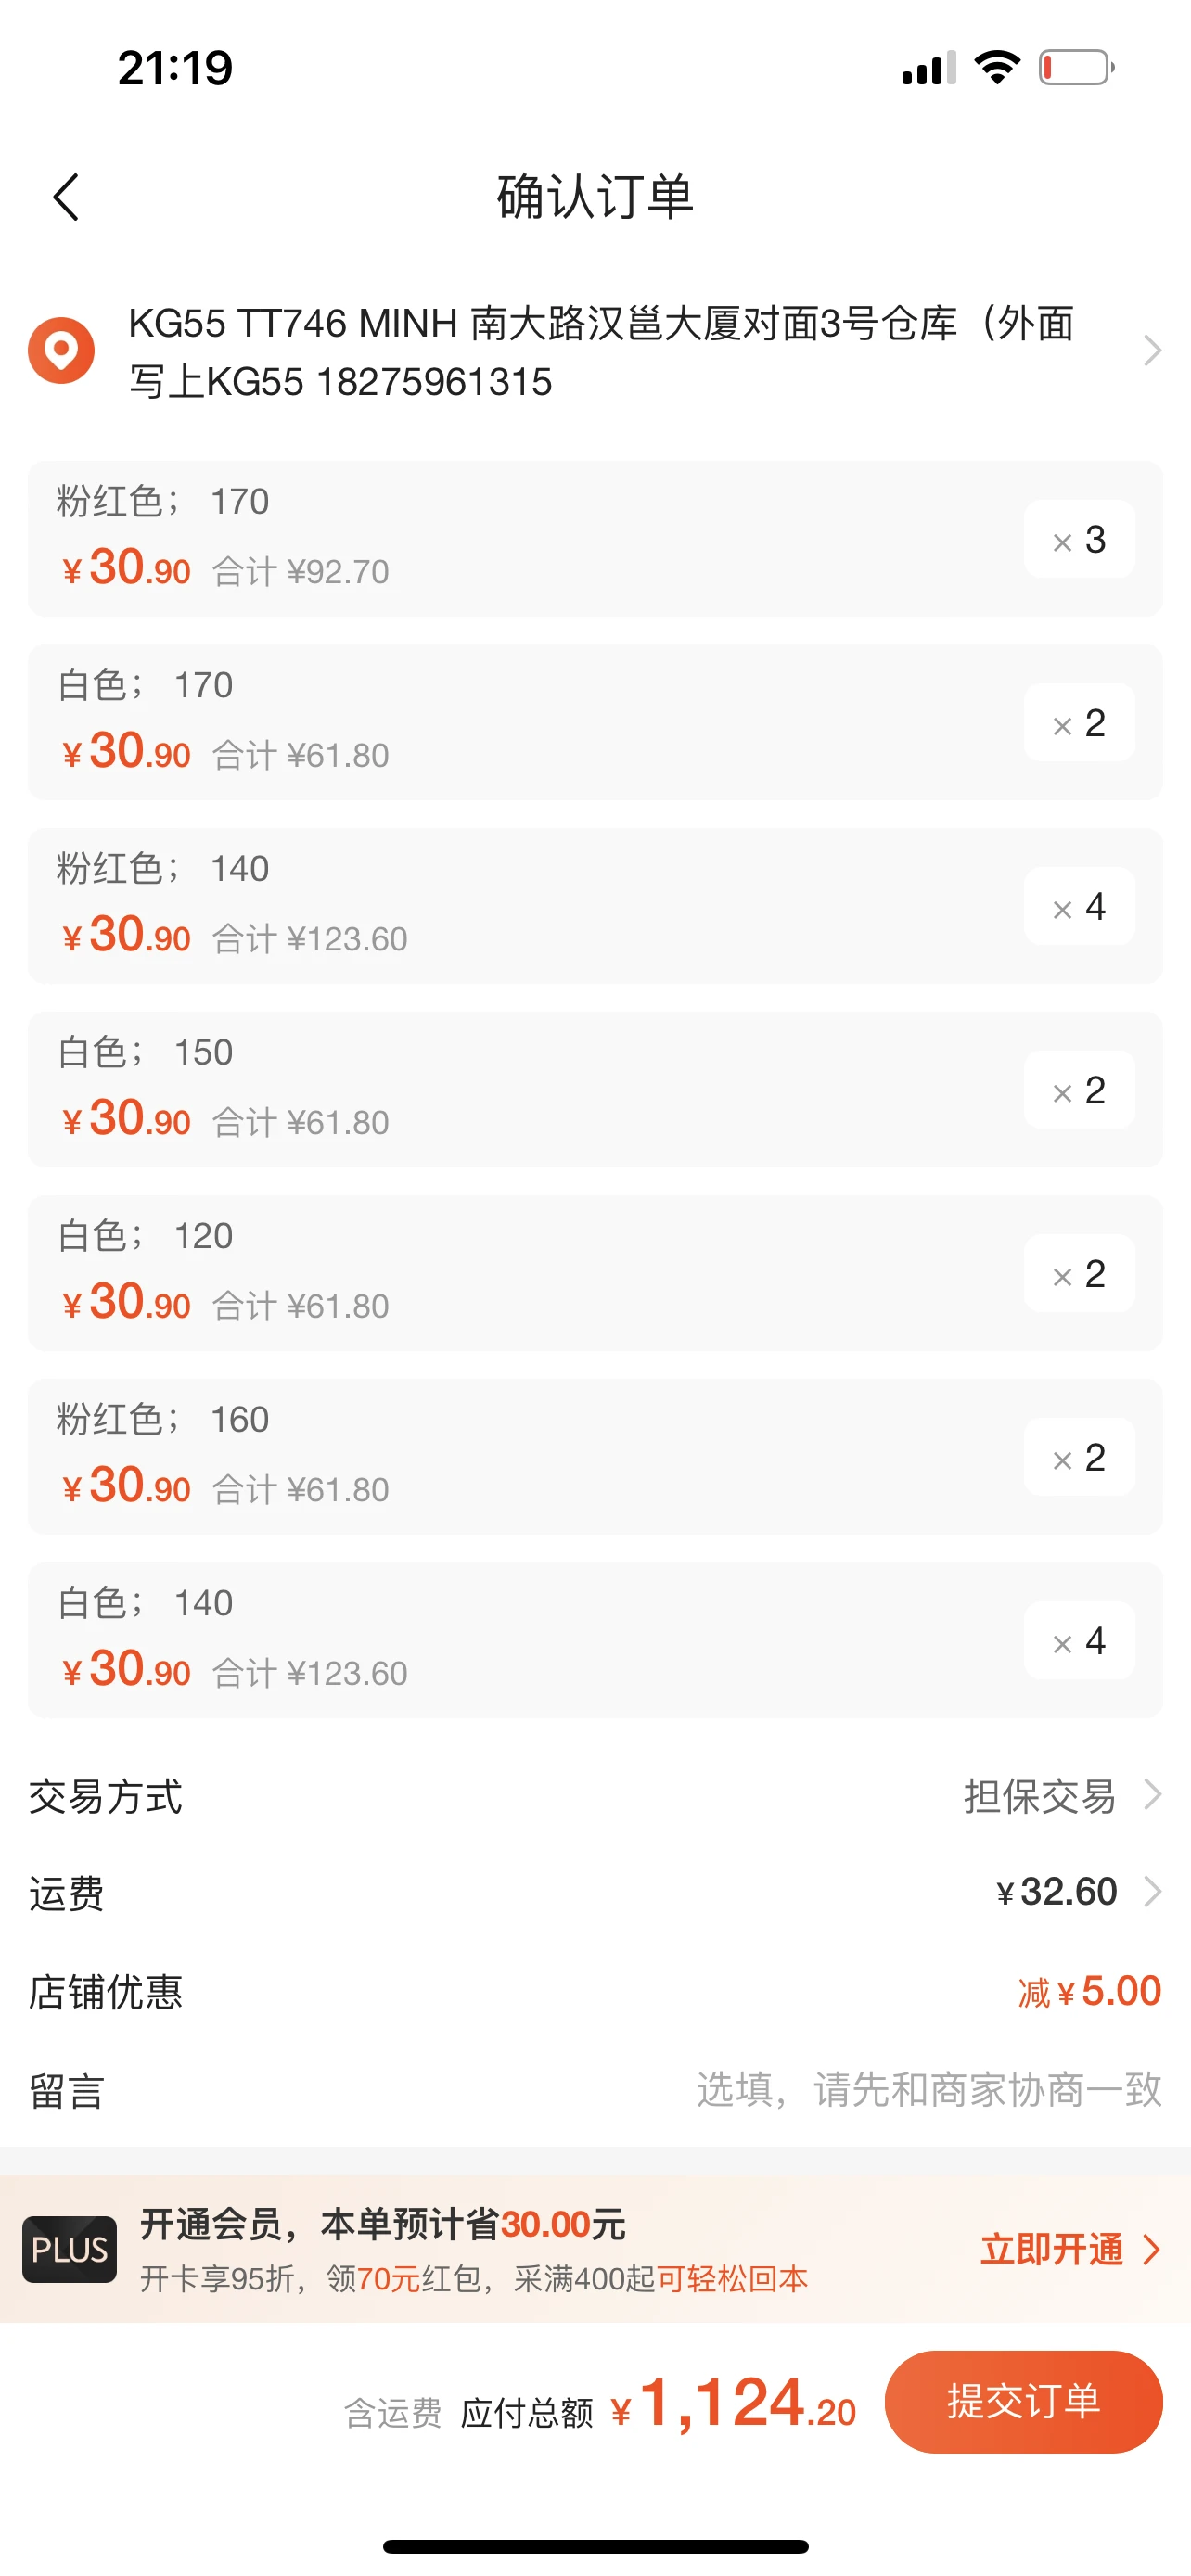 21:19
确认订单
KG55 TT746 MINH 南大路汉邕大厦对面3号仓库（外面
写上KG55 18275961315
粉红色； 170
¥30.90 合计 ¥92.70
× 3
白色； 170
¥30.90 合计 ¥61.80
× 2
粉红色； 140
¥30.90 合计 ¥123.60
× 4
白色； 150
¥30.90 合计 ¥61.80
× 2
白色； 120
¥30.90 合计 ¥61.80
× 2
粉红色； 160
¥30.90 合计 ¥61.80
× 2
白色； 140
¥30.90 合计 ¥123.60
× 4
交易方式 担保交易
运费 ¥32.60
店铺优惠 减¥5.00
留言 选填，请先和商家协商一致
PLUS
开通会员，本单预计省30.00元
开卡享95折，领70元红包，采满400起可轻松回本
立即开通
含运费 应付总额 ¥1,124.20
提交订单